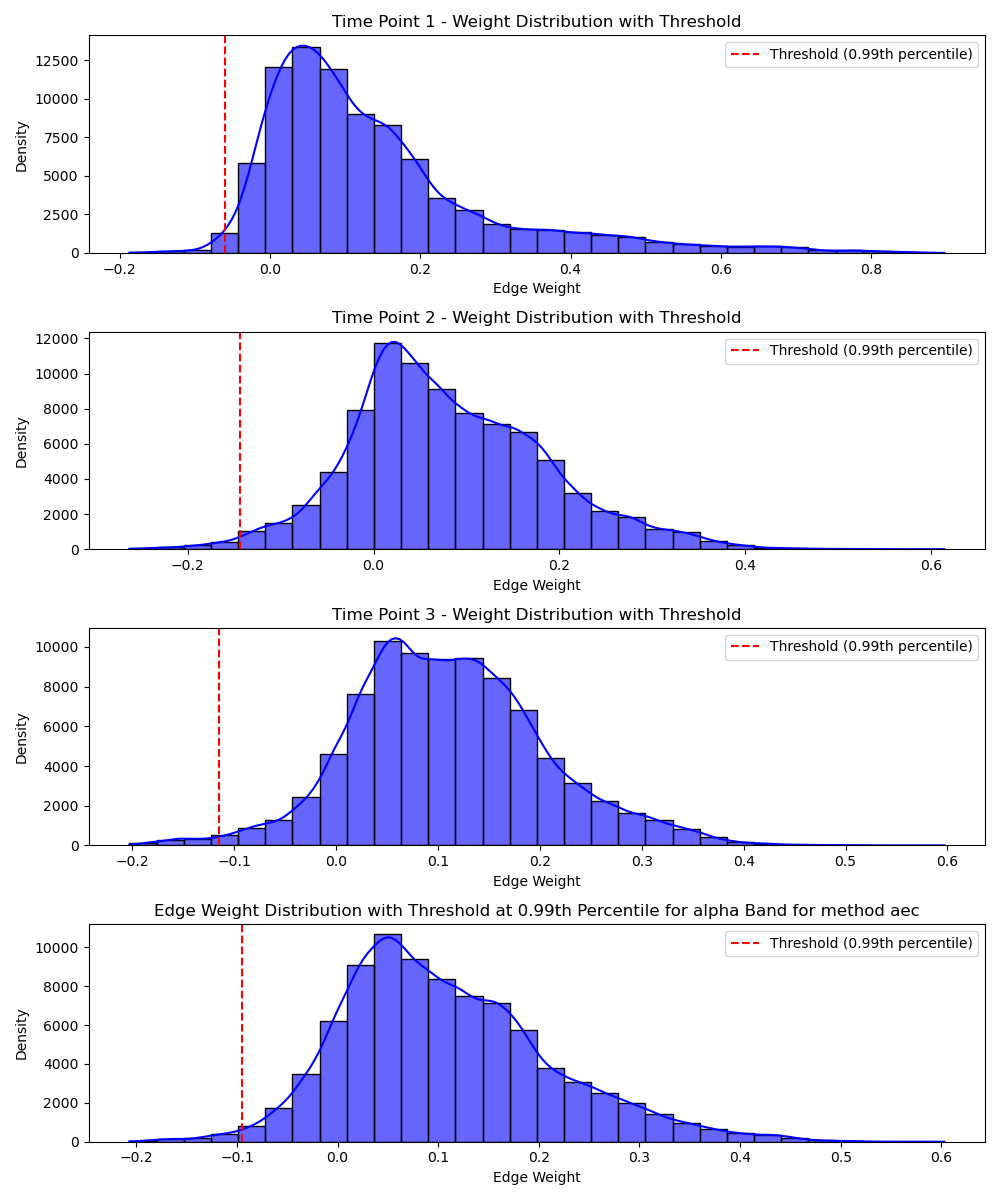 Time Point 1 - Weight Distribution with Threshold
Threshold (0.99th percentile)
12500
10000
7500
5000
2500
0
Density
−0.2 0.0 0.2 0.4 0.6 0.8
Edge Weight
Time Point 2 - Weight Distribution with Threshold
Threshold (0.99th percentile)
12000
10000
8000
6000
4000
2000
0
Density
−0.2 0.0 0.2 0.4 0.6
Edge Weight
Time Point 3 - Weight Distribution with Threshold
Threshold (0.99th percentile)
10000
8000
6000
4000
2000
0
Density
−0.2 −0.1 0.0 0.1 0.2 0.3 0.4 0.5 0.6
Edge Weight
Edge Weight Distribution with Threshold at 0.99th Percentile for alpha Band for method aec
Threshold (0.99th percentile)
10000
8000
6000
4000
2000
0
Density
−0.2 −0.1 0.0 0.1 0.2 0.3 0.4 0.5 0.6
Edge Weight